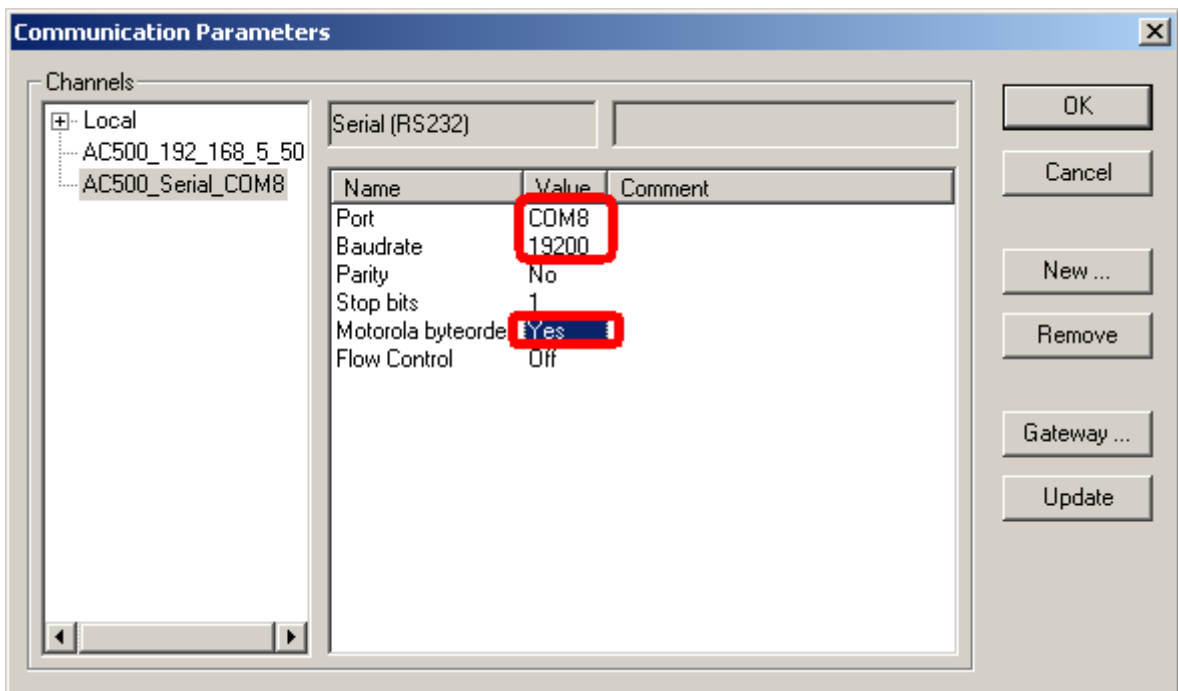 Communication Parameters
Channels
Local
AC500_192_168_5_50
AC500_Serial_COM8
Serial (RS232)
Name Value Comment
Port COM8
Baudrate 19200
Parity No
Stop bits 1
Motorola byteorde Yes
Flow Control Off
OK
Cancel
New ...
Remove
Gateway ...
Update